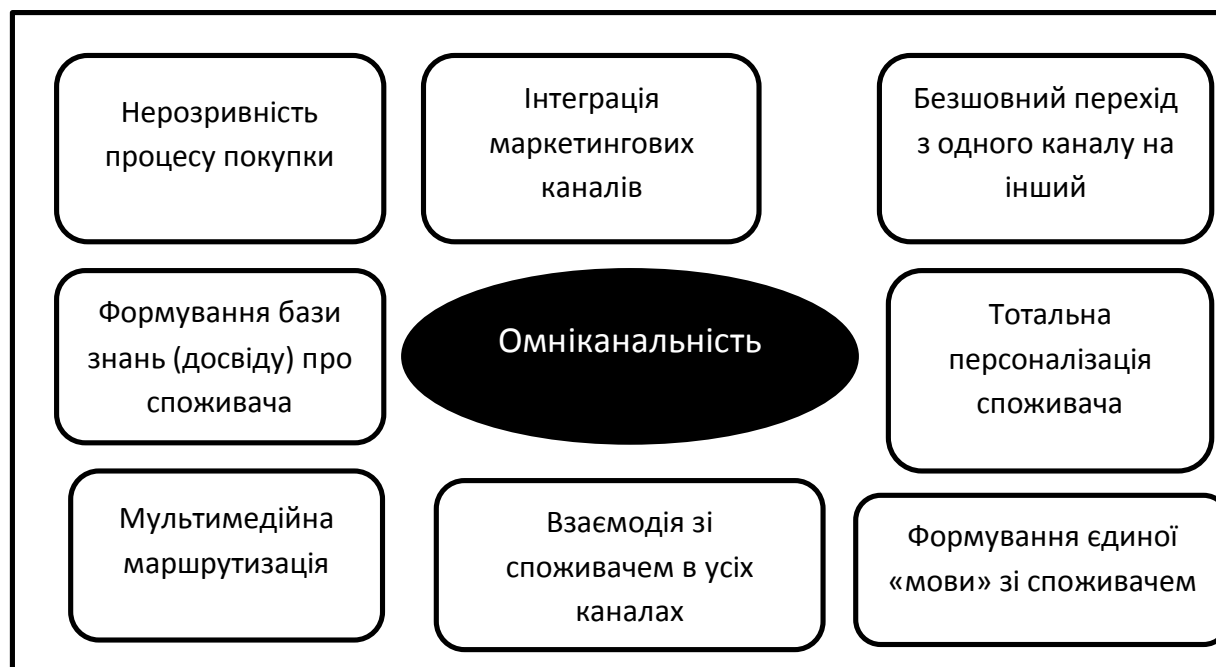 Нерозривність
процесу покупки
Інтеграція
маркетингових
каналів
Безшовний перехід
з одного каналу на
інший
Формування бази
знань (досвіду) про
споживача
Омніканальність
Тотальна
персоналізація
споживача
Мультимедійна
маршрутизація
Взаємодія зі
споживачем в усіх
каналах
Формування єдиної
«мови» зі споживачем